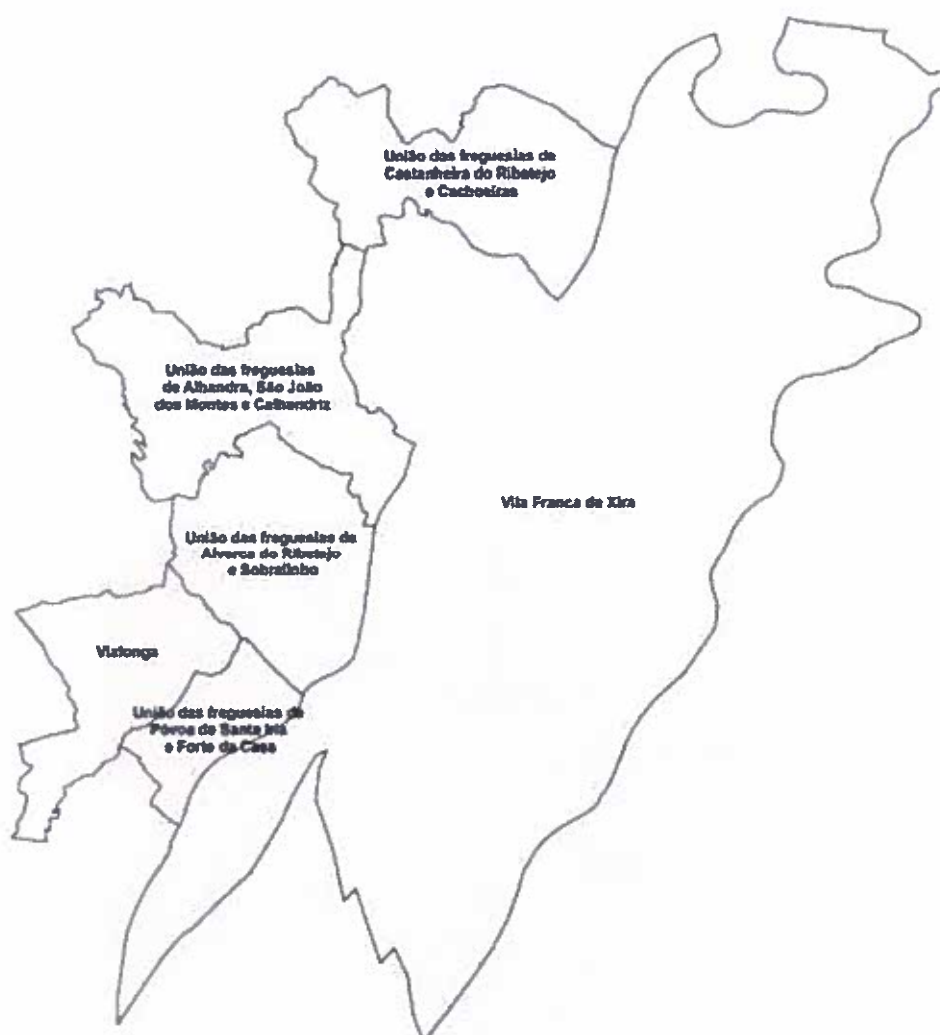 União das freguesias de
Castanheira do Ribatejo
e Cachoeiras
União das freguesias
de Alhandra, São João
dos Montes e Calhandriz
Vila Franca de Xira
União das freguesias de
Alverca do Ribatejo
e Sobralinho
Vialonga
União das freguesias de
Póvoa de Santa Iria
e Forte da Casa